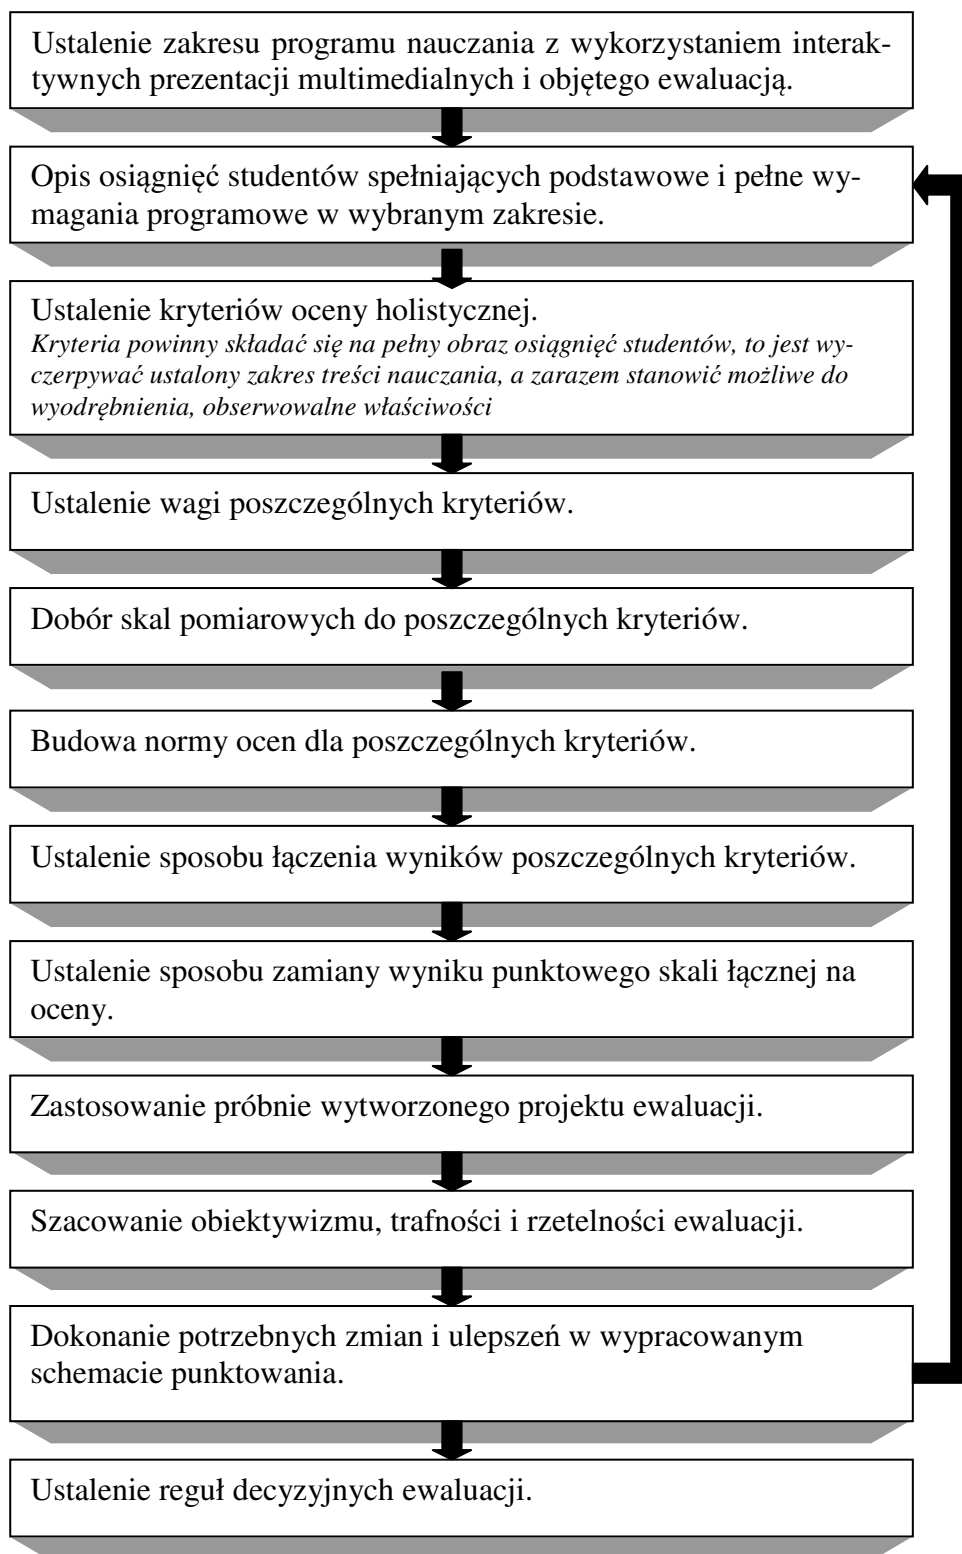 Ustalenie zakresu programu nauczania z wykorzystaniem interak-
tywnych prezentacji multimedialnych i objętego ewaluacją.
Opis osiągnięć studentów spełniających podstawowe i pełne wy-
magania programowe w wybranym zakresie.
Ustalenie kryteriów oceny holistycznej.
Kryteria powinny składać się na pełny obraz osiągnięć studentów, to jest wy-
czerpywać ustalony zakres treści nauczania, a zarazem stanowić możliwe do
wyodrębnienia, obserwowalne właściwości
Ustalenie wagi poszczególnych kryteriów.
Dobór skal pomiarowych do poszczególnych kryteriów.
Budowa normy ocen dla poszczególnych kryteriów.
Ustalenie sposobu łączenia wyników poszczególnych kryteriów.
Ustalenie sposobu zamiany wyniku punktowego skali łącznej na
oceny.
Zastosowanie próbnie wytworzonego projektu ewaluacji.
Szacowanie obiektywizmu, trafności i rzetelności ewaluacji.
Dokonanie potrzebnych zmian i ulepszeń w wypracowanym
schemacie punktowania.
Ustalenie reguł decyzyjnych ewaluacji.